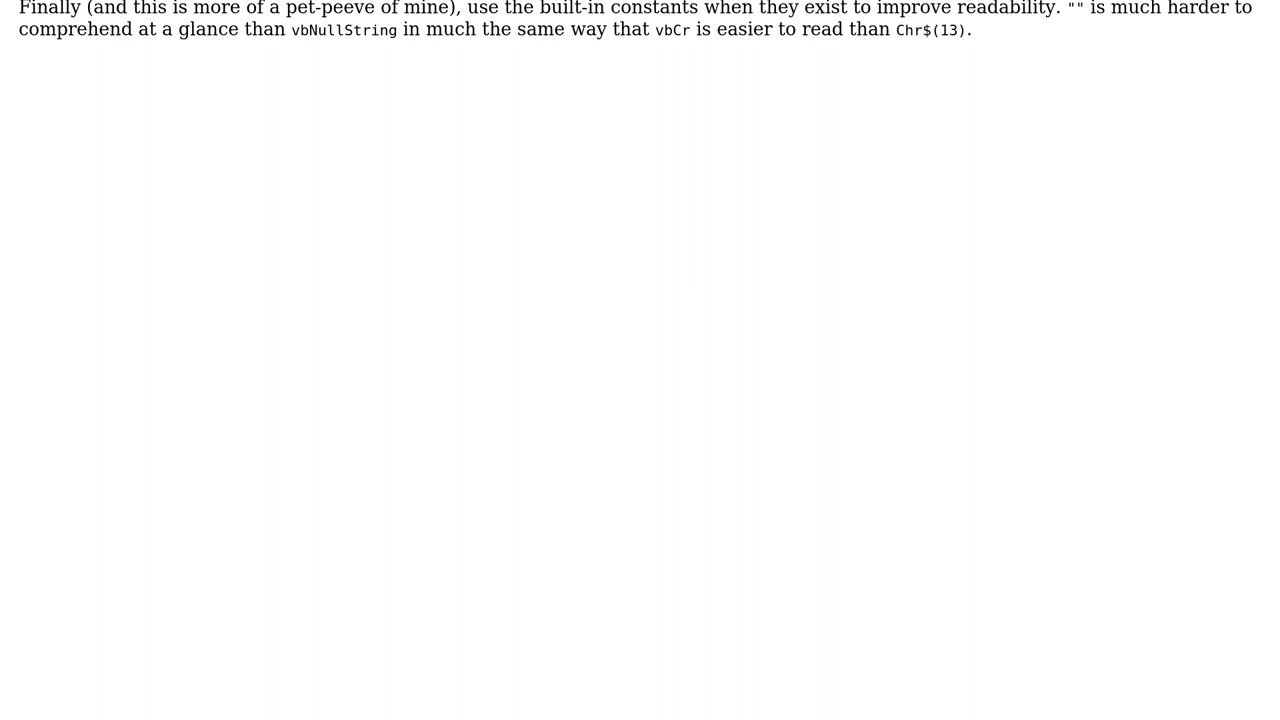 Finally (and this is more of a pet-peeve of mine), use the built-in constants when they exist to improve readability. "" is much harder to
comprehend at a glance than vbNullString in much the same way that vbCr is easier to read than Chr$(13).